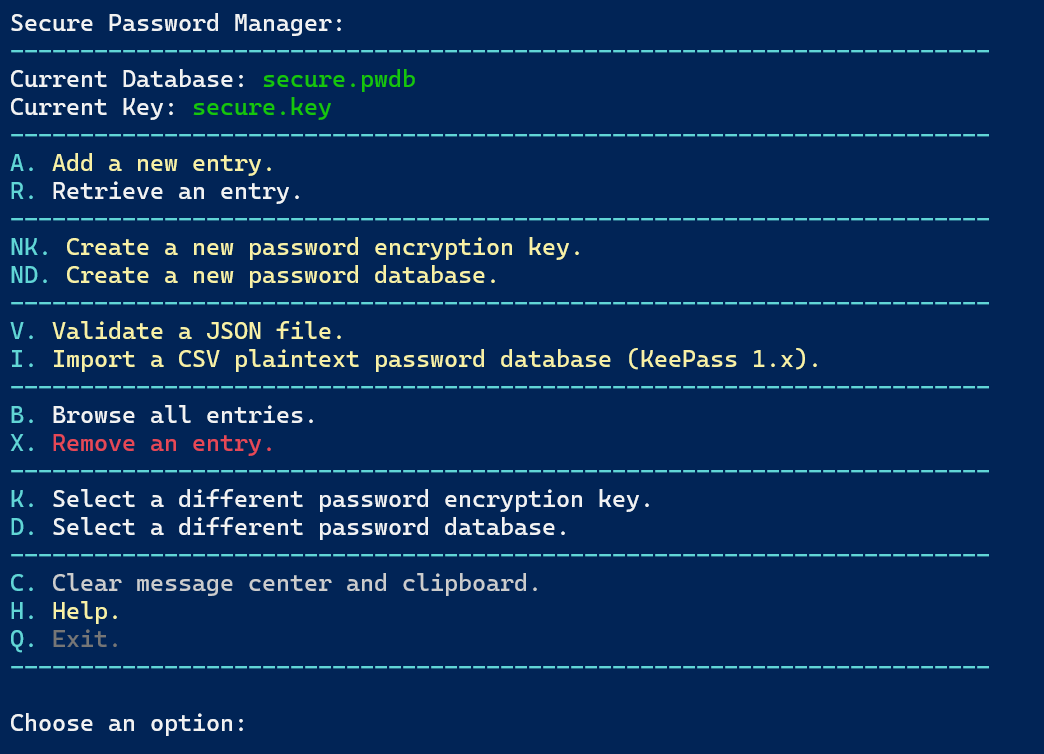 Secure Password Manager:
----------------------------------------------------------------------
Current Database: secure.pwdb
Current Key: secure.key
----------------------------------------------------------------------
A. Add a new entry.
R. Retrieve an entry.
----------------------------------------------------------------------
NK. Create a new password encryption key.
ND. Create a new password database.
----------------------------------------------------------------------
V. Validate a JSON file.
I. Import a CSV plaintext password database (KeePass 1.x).
----------------------------------------------------------------------
B. Browse all entries.
X. Remove an entry.
----------------------------------------------------------------------
K. Select a different password encryption key.
D. Select a different password database.
----------------------------------------------------------------------
C. Clear message center and clipboard.
H. Help.
Q. Exit.
----------------------------------------------------------------------
Choose an option: